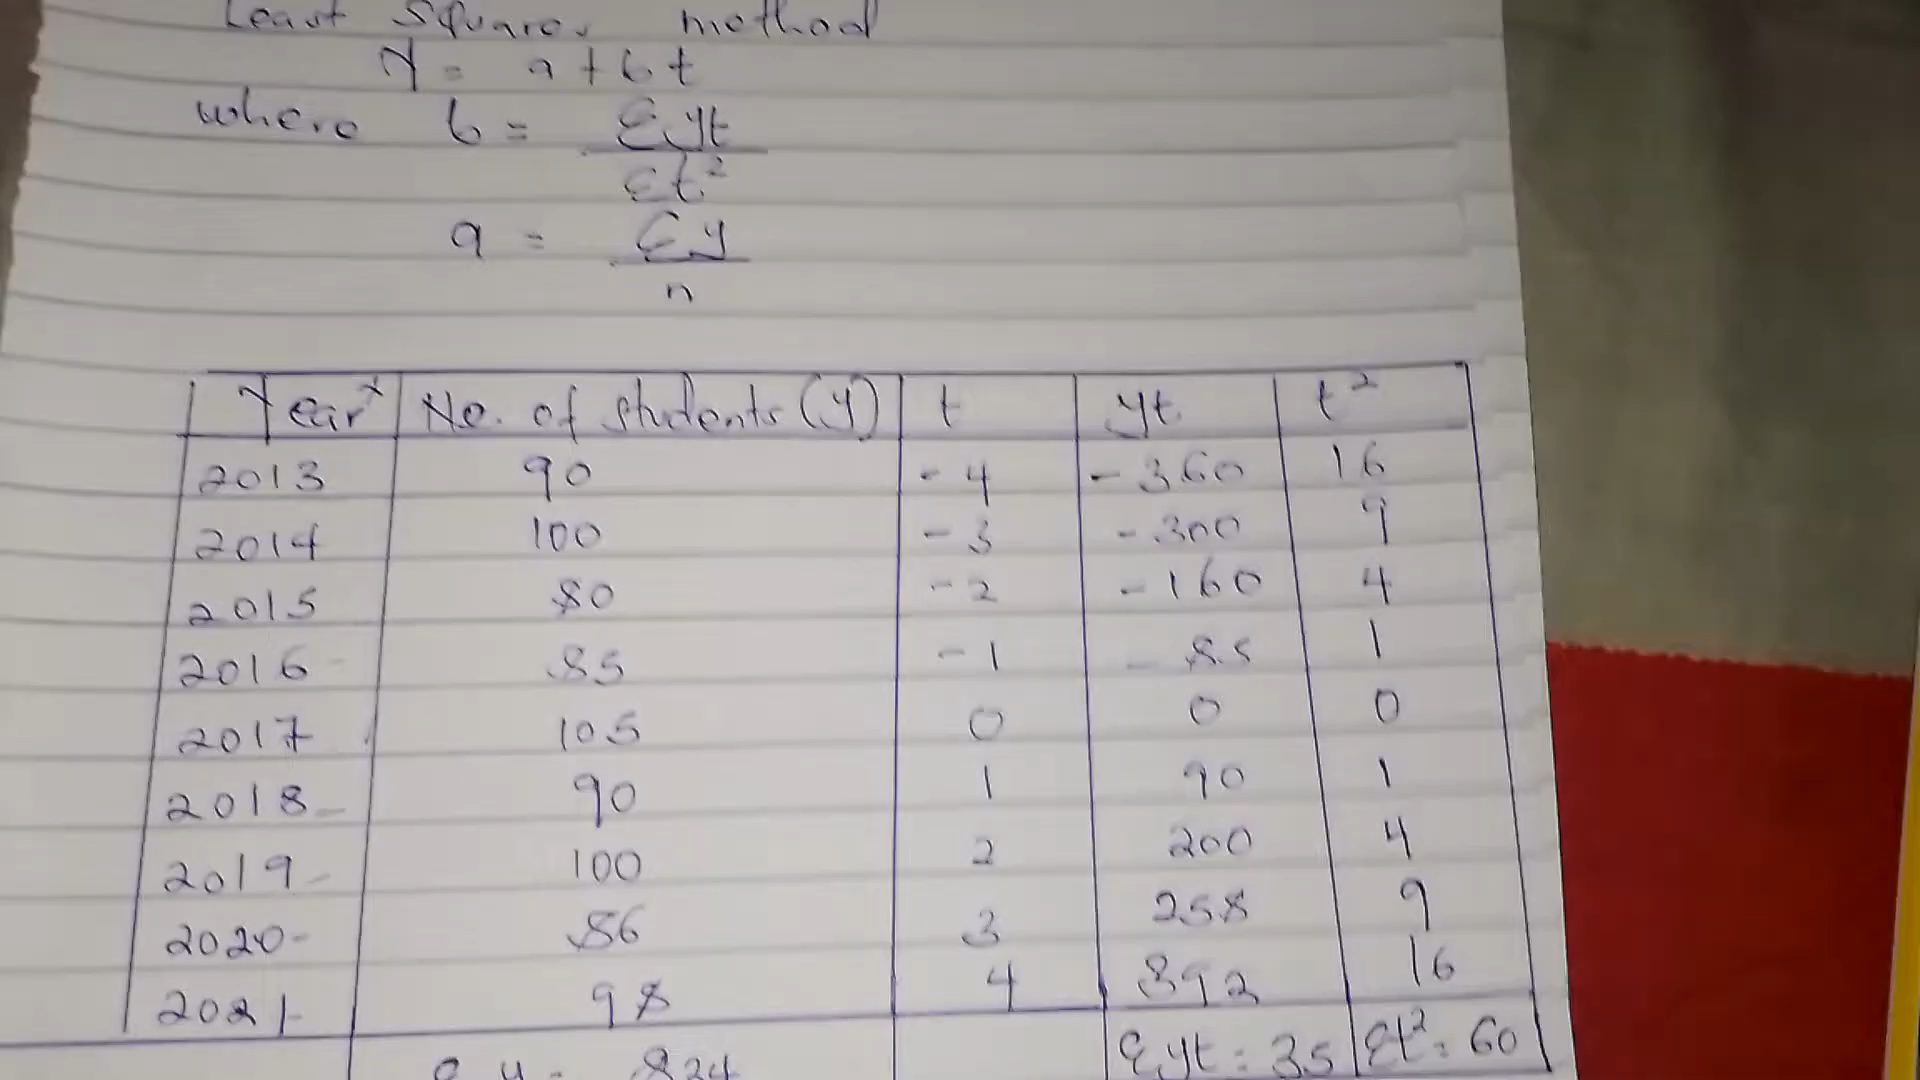 Least Squares method
Y = a + bt
where b = Σyt
Σt²
a = Σy
n
Year No. of students (y) t yt t²
2013 90 -4 -360 16
2014 100 -3 -300 9
2015 80 -2 -160 4
2016 85 -1 -85 1
2017 105 0 0 0
2018 90 1 90 1
2019 100 2 200 4
2020 86 3 258 9
2021 98 4 392 16
Σy = 834 Σyt = 35 Σt² = 60